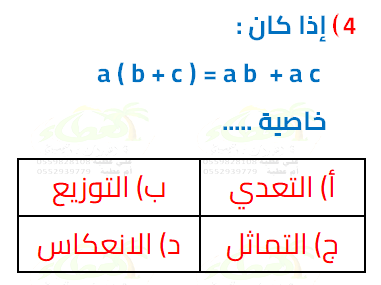 4) إذا كان :
a ( b + c ) = a b + a c
خاصية .....
أ) التعدي
ب) التوزيع
ج) التماثل
د) الانعكاس